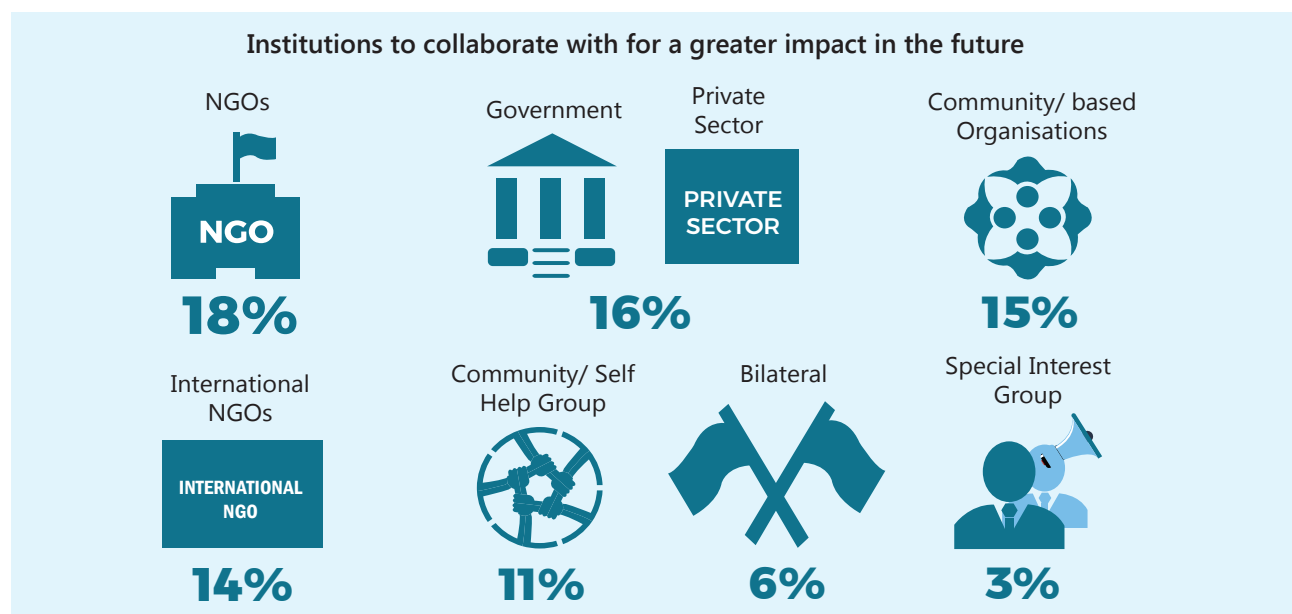 Institutions to collaborate with for a greater impact in the future
NGOs
NGO
18%
Government
Private
Sector
PRIVATE
SECTOR
16%
Community/ based
Organisations
15%
International
NGOs
INTERNATIONAL
NGO
14%
Community/ Self
Help Group
11%
Bilateral
6%
Special Interest
Group
3%